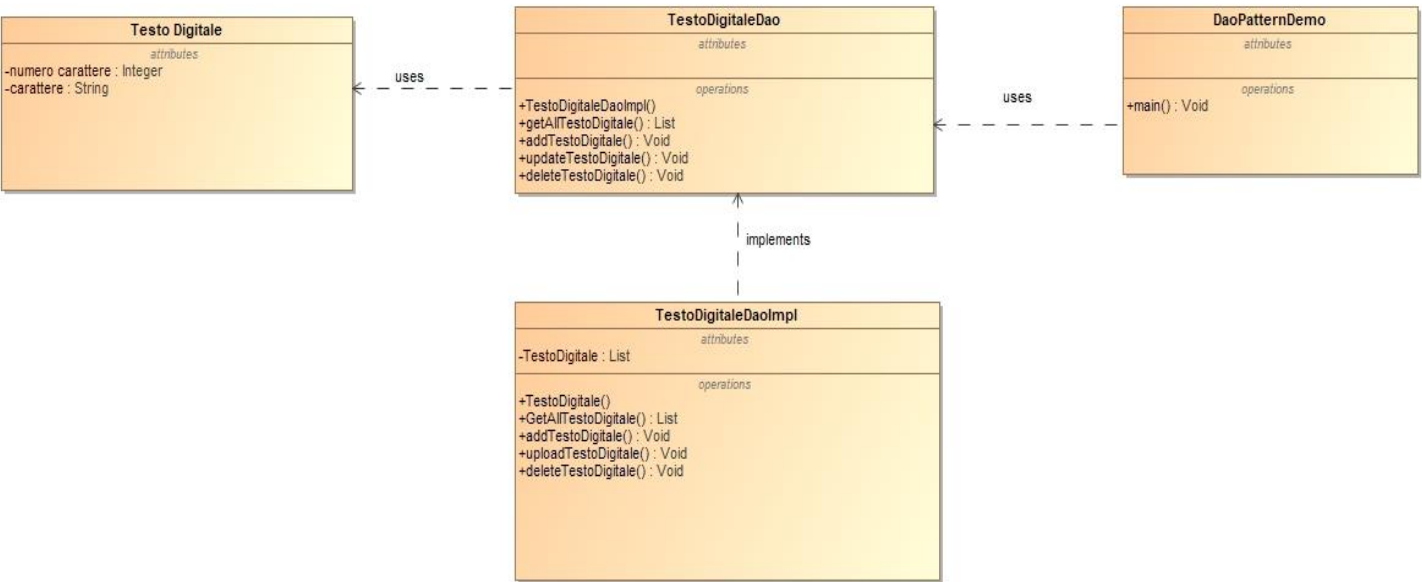 Testo Digitale
attributes
-numero carattere : Integer
-carattere : String
uses
TestoDigitaleDao
attributes
operations
+TestoDigitaleDaoImpl()
+getAllTestoDigitale() : List
+addTestoDigitale() : Void
+updateTestoDigitale() : Void
+deleteTestoDigitale() : Void
uses
DaoPatternDemo
attributes
operations
+main() : Void
implements
TestoDigitaleDaoImpl
attributes
-TestoDigitale : List
operations
+TestoDigitale()
+GetAllTestoDigitale() : List
+addTestoDigitale() : Void
+uploadTestoDigitale() : Void
+deleteTestoDigitale() : Void